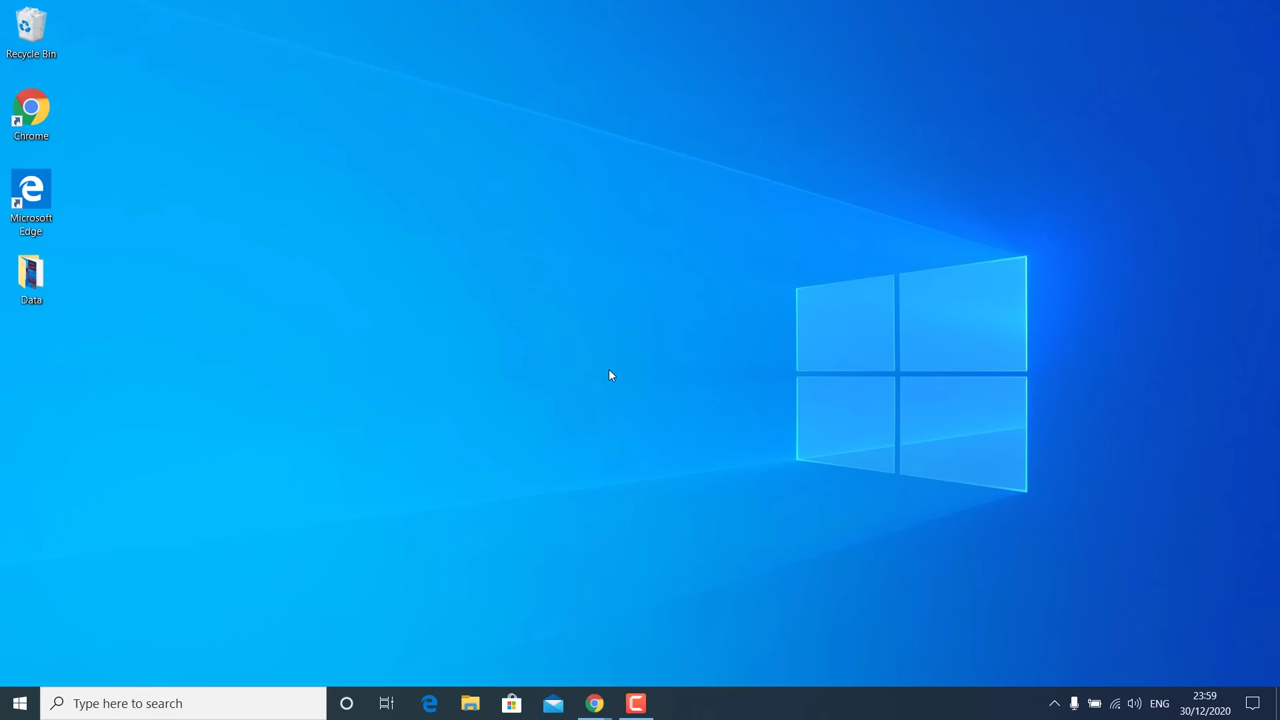 Recycle Bin
Chrome
Microsoft
Edge
Data
Type here to search
ENG
23:59
30/12/2020